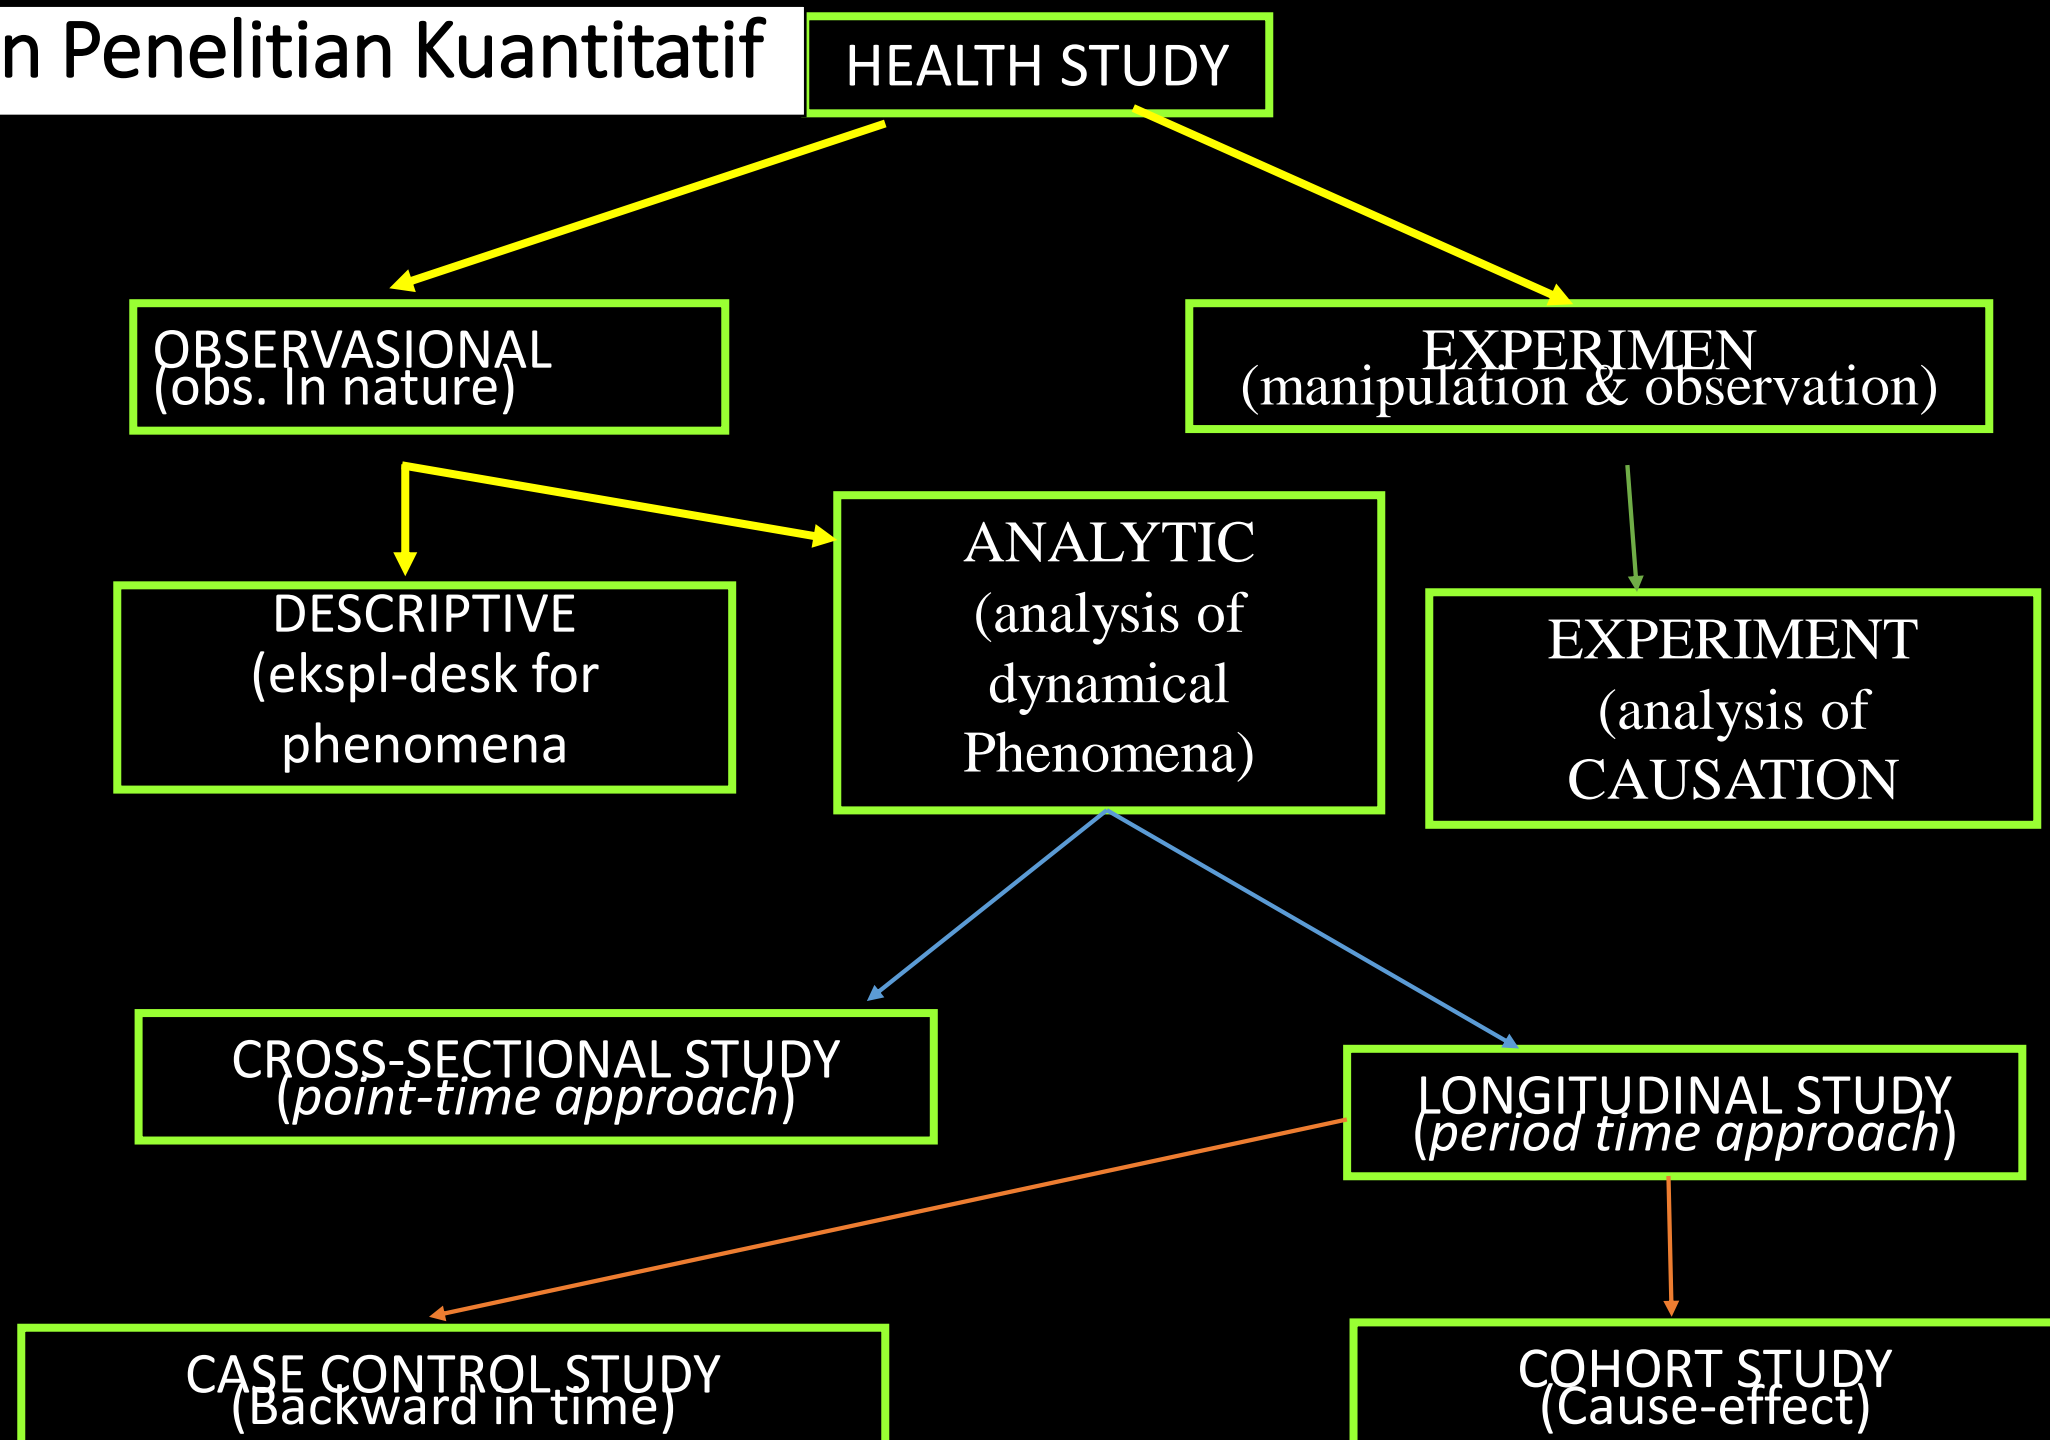 n Penelitian Kuantitatif
HEALTH STUDY
OBSERVASIONAL
(obs. In nature)
EXPERIMEN
(manipulation & observation)
DESCRIPTIVE
(ekspl-desk for
phenomena
ANALYTIC
(analysis of
dynamical
Phenomena)
EXPERIMENT
(analysis of
CAUSATION
CROSS-SECTIONAL STUDY
(point-time approach)
LONGITUDINAL STUDY
(period time approach)
CASE CONTROL STUDY
(Backward in time)
COHORT STUDY
(Cause-effect)